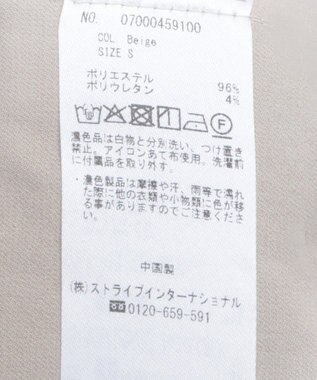 NO. 07000459100
COL Beige
SIZE S
ポリエステル 96%
ポリウレタン 4%
濃色品は白物と分別洗い、つけ置き
禁止。アイロンあて布使用。洗濯前
に付属品を取り外す。
・濃色製品は摩擦や汗、雨等で濡れ
た際に他の衣類や小物類に色が移
る事がありますのでご注意くださ
い。
中国製
(株)ストライプインターナショナル
0120-659-591